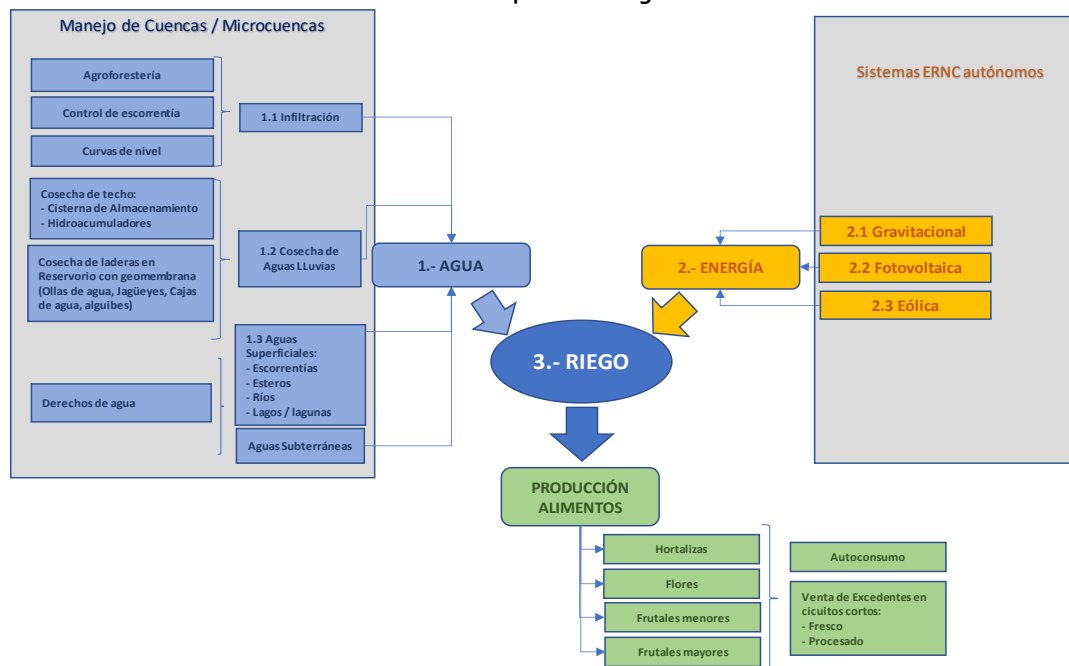 Manejo de Cuencas / Microcuencas
Agroforestería
Control de escorrentía
Curvas de nivel
1.1 Infiltración
Cosecha de techo:
- Cisterna de Almacenamiento
- Hidroacumuladores
Cosecha de laderas en
Reservorio con geomembrana
(Ollas de agua, Jagüeyes, Cajas
de agua, alguibes)
1.2 Cosecha de
Aguas LLuvias
Derechos de agua
1.3 Aguas
Superficiales:
- Escorrentías
- Esteros
- Ríos
- Lagos / lagunas
Aguas Subterráneas
1.- AGUA
2.- ENERGÍA
Sistemas ERNC autónomos
2.1 Gravitacional
2.2 Fotovoltaica
2.3 Eólica
3.- RIEGO
PRODUCCIÓN
ALIMENTOS
Hortalizas
Flores
Frutales menores
Frutales mayores
Autoconsumo
Venta de Excedentes en
cicuitos cortos:
- Fresco
- Procesado